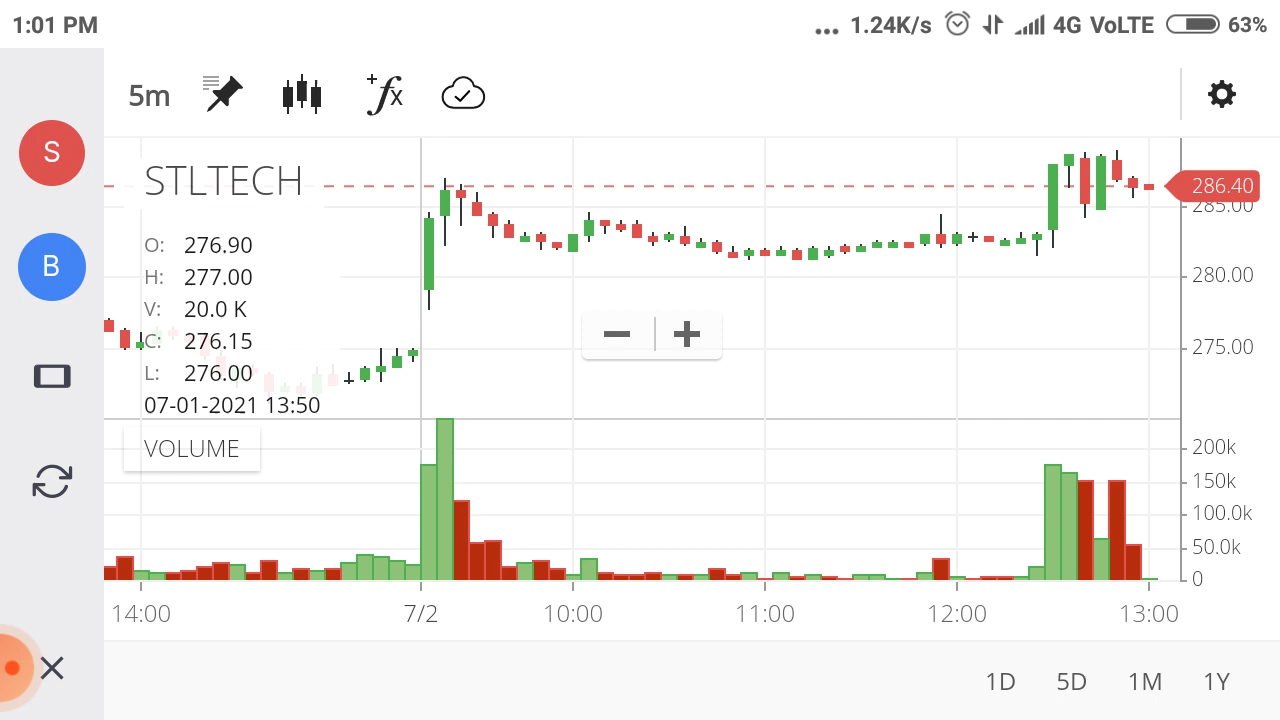 1:01 PM ... 1.24K/s 4G VoLTE 63%
5m fx
S
B
STLTECH
O: 276.90
H: 277.00
V: 20.0 K
C: 276.15
L: 276.00
07-01-2021 13:50
286.40
285.00
280.00
275.00
VOLUME
200k
150k
100.0k
50.0k
0
14:00 7/2 10:00 11:00 12:00 13:00
1D 5D 1M 1Y